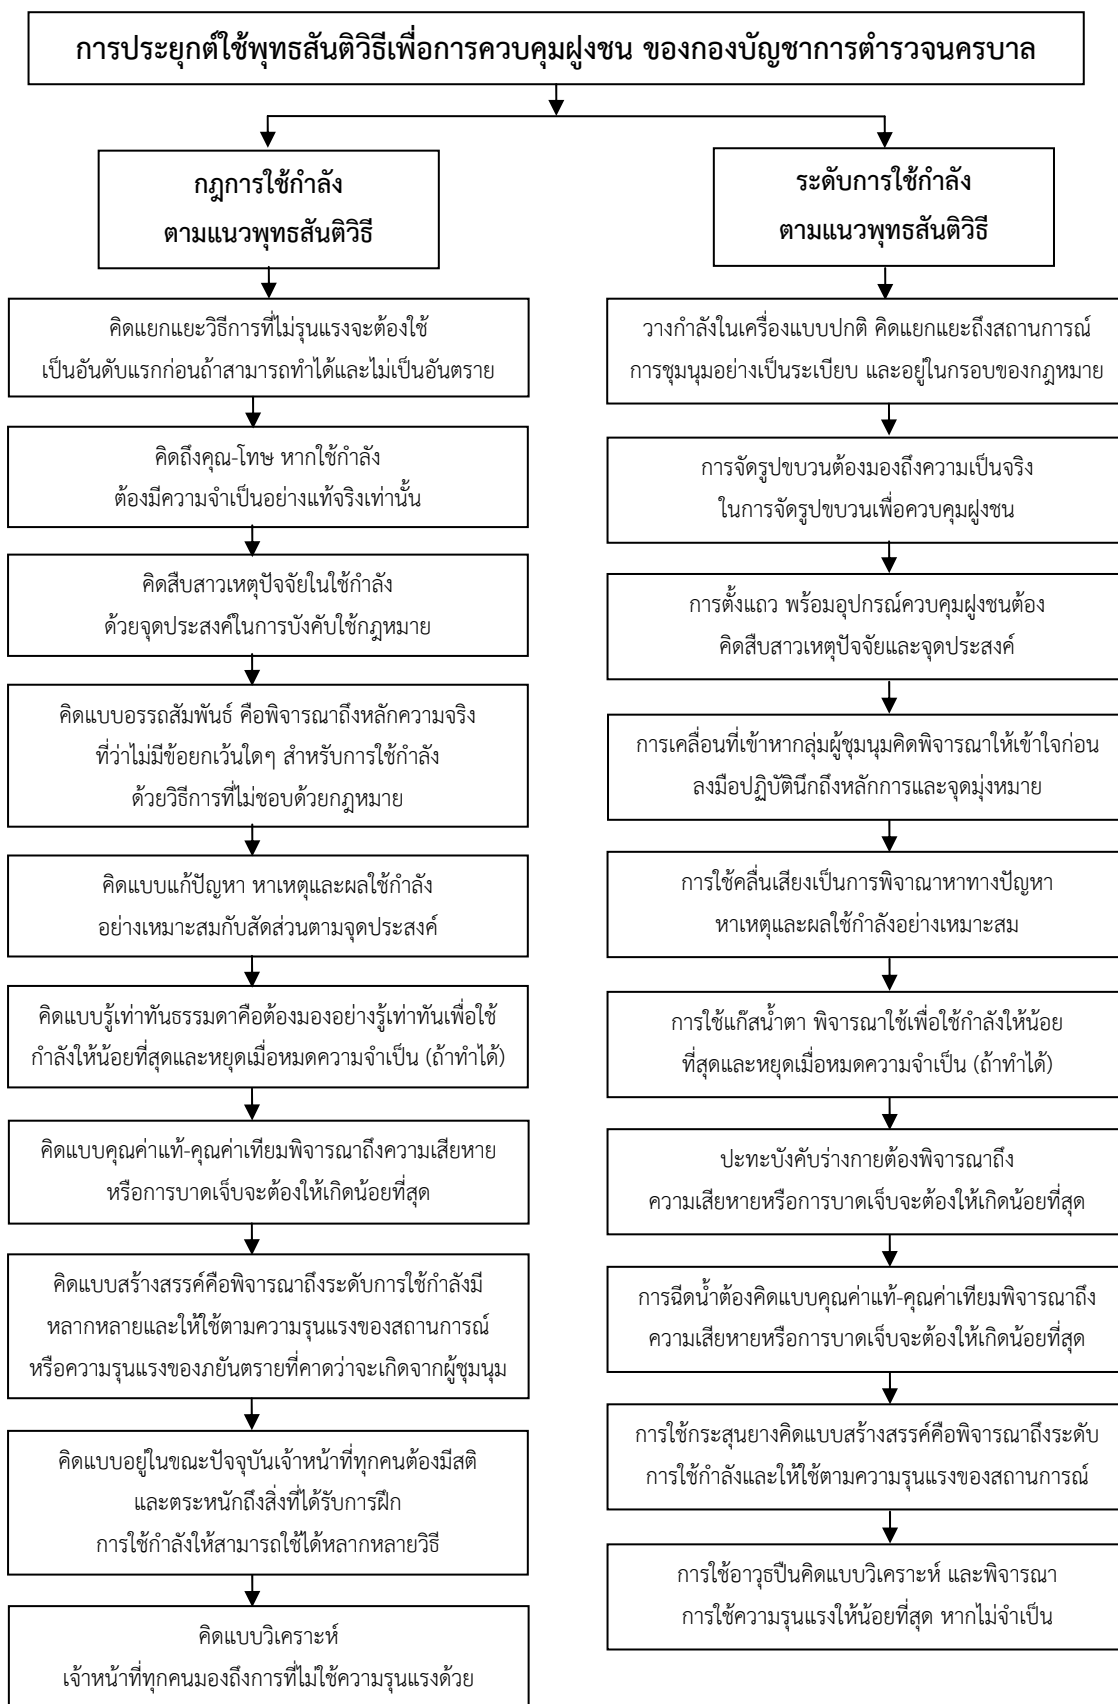 การประยุกต์ใช้พุทธสันติวิธีเพื่อการควบคุมฝูงชน ของกองบัญชาการตำรวจนครบาล
กฎการใช้กำลัง
ตามแนวพุทธสันติวิธี
คิดแยกแยะวิธีการที่ไม่รุนแรงจะต้องใช้
เป็นอันดับแรกก่อนถ้าสามารถทำได้และไม่เป็นอันตราย
คิดถึงคุณ-โทษ หากใช้กำลัง
ต้องมีความจำเป็นอย่างแท้จริงเท่านั้น
คิดสืบสาวเหตุปัจจัยในใช้กำลัง
ด้วยจุดประสงค์ในการบังคับใช้กฎหมาย
คิดแบบอรรถสัมพันธ์ คือพิจารณาถึงหลักความจริง
ที่ว่าไม่มีข้อยกเว้นใดๆ สำหรับการใช้กำลัง
ด้วยวิธีการที่ไม่ชอบด้วยกฎหมาย
คิดแบบแก้ปัญหา หาเหตุและผลใช้กำลัง
อย่างเหมาะสมกับสัดส่วนตามจุดประสงค์
คิดแบบรู้เท่าทันธรรมดาคือต้องมองอย่างรู้เท่าทันเพื่อใช้
กำลังให้น้อยที่สุดและหยุดเมื่อหมดความจำเป็น (ถ้าทำได้)
คิดแบบคุณค่าแท้-คุณค่าเทียมพิจารณาถึงความเสียหาย
หรือการบาดเจ็บจะต้องให้เกิดน้อยที่สุด
คิดแบบสร้างสรรค์คือพิจารณาถึงระดับการใช้กำลังมี
หลากหลายและให้ใช้ตามความรุนแรงของสถานการณ์
หรือความรุนแรงของภยันตรายที่คาดว่าจะเกิดจากผู้ชุมนุม
คิดแบบอยู่ในขณะปัจจุบันเจ้าหน้าที่ทุกคนต้องมีสติ
และตระหนักถึงสิ่งที่ได้รับการฝึก
การใช้กำลังให้สามารถใช้ได้หลากหลายวิธี
คิดแบบวิเคราะห์
เจ้าหน้าที่ทุกคนมองถึงการที่ไม่ใช้ความรุนแรงด้วย
ระดับการใช้กำลัง
ตามแนวพุทธสันติวิธี
วางกำลังในเครื่องแบบปกติ คิดแยกแยะถึงสถานการณ์
การชุมนุมอย่างเป็นระเบียบ และอยู่ในกรอบของกฎหมาย
การจัดรูปขบวนต้องมองถึงความเป็นจริง
ในการจัดรูปขบวนเพื่อควบคุมฝูงชน
การตั้งแถว พร้อมอุปกรณ์ควบคุมฝูงชนต้อง
คิดสืบสาวเหตุปัจจัยและจุดประสงค์
การเคลื่อนที่เข้าหากลุ่มผู้ชุมนุมคิดพิจารณาให้เข้าใจก่อน
ลงมือปฏิบัตินึกถึงหลักการและจุดมุ่งหมาย
การใช้คลื่นเสียงเป็นการพิจาณาหาทางปัญหา
หาเหตุและผลใช้กำลังอย่างเหมาะสม
การใช้แก๊สน้ำตา พิจารณาใช้เพื่อใช้กำลังให้น้อย
ที่สุดและหยุดเมื่อหมดความจำเป็น (ถ้าทำได้)
ปะทะบังคับร่างกายต้องพิจารณาถึง
ความเสียหายหรือการบาดเจ็บจะต้องให้เกิดน้อยที่สุด
การฉีดน้ำต้องคิดแบบคุณค่าแท้-คุณค่าเทียมพิจารณาถึง
ความเสียหายหรือการบาดเจ็บจะต้องให้เกิดน้อยที่สุด
การใช้กระสุนยางคิดแบบสร้างสรรค์คือพิจารณาถึงระดับ
การใช้กำลังและให้ใช้ตามความรุนแรงของสถานการณ์
การใช้อาวุธปืนคิดแบบวิเคราะห์ และพิจารณา
การใช้ความรุนแรงให้น้อยที่สุด หากไม่จำเป็น